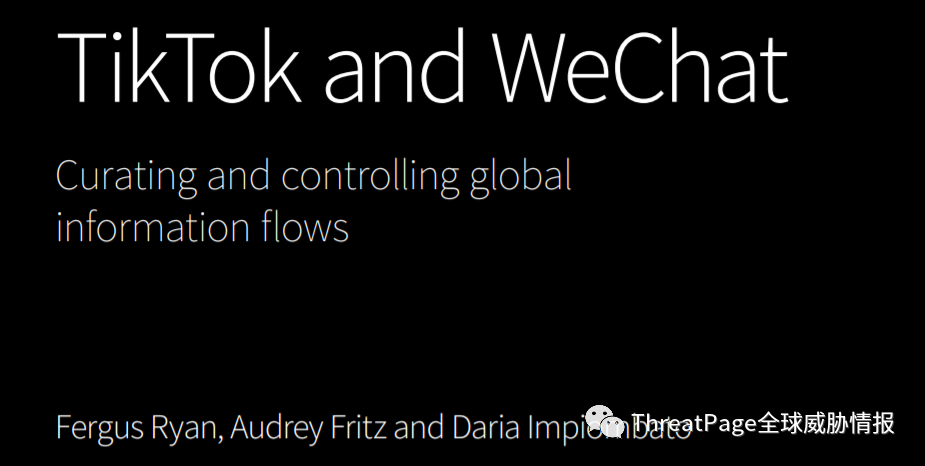 TikTok and WeChat
Curating and controlling global
information flows
Fergus Ryan, Audrey Fritz and Daria Impiombato
ThreatPage全球威胁情报